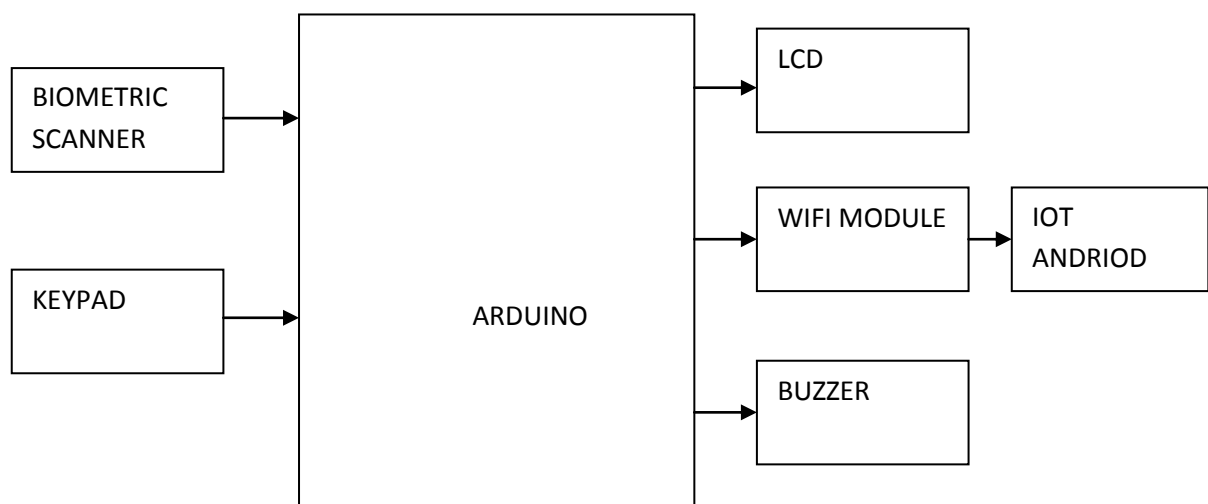 BIOMETRIC
SCANNER
KEYPAD
ARDUINO
LCD
WIFI MODULE
IOT
ANDRIOD
BUZZER